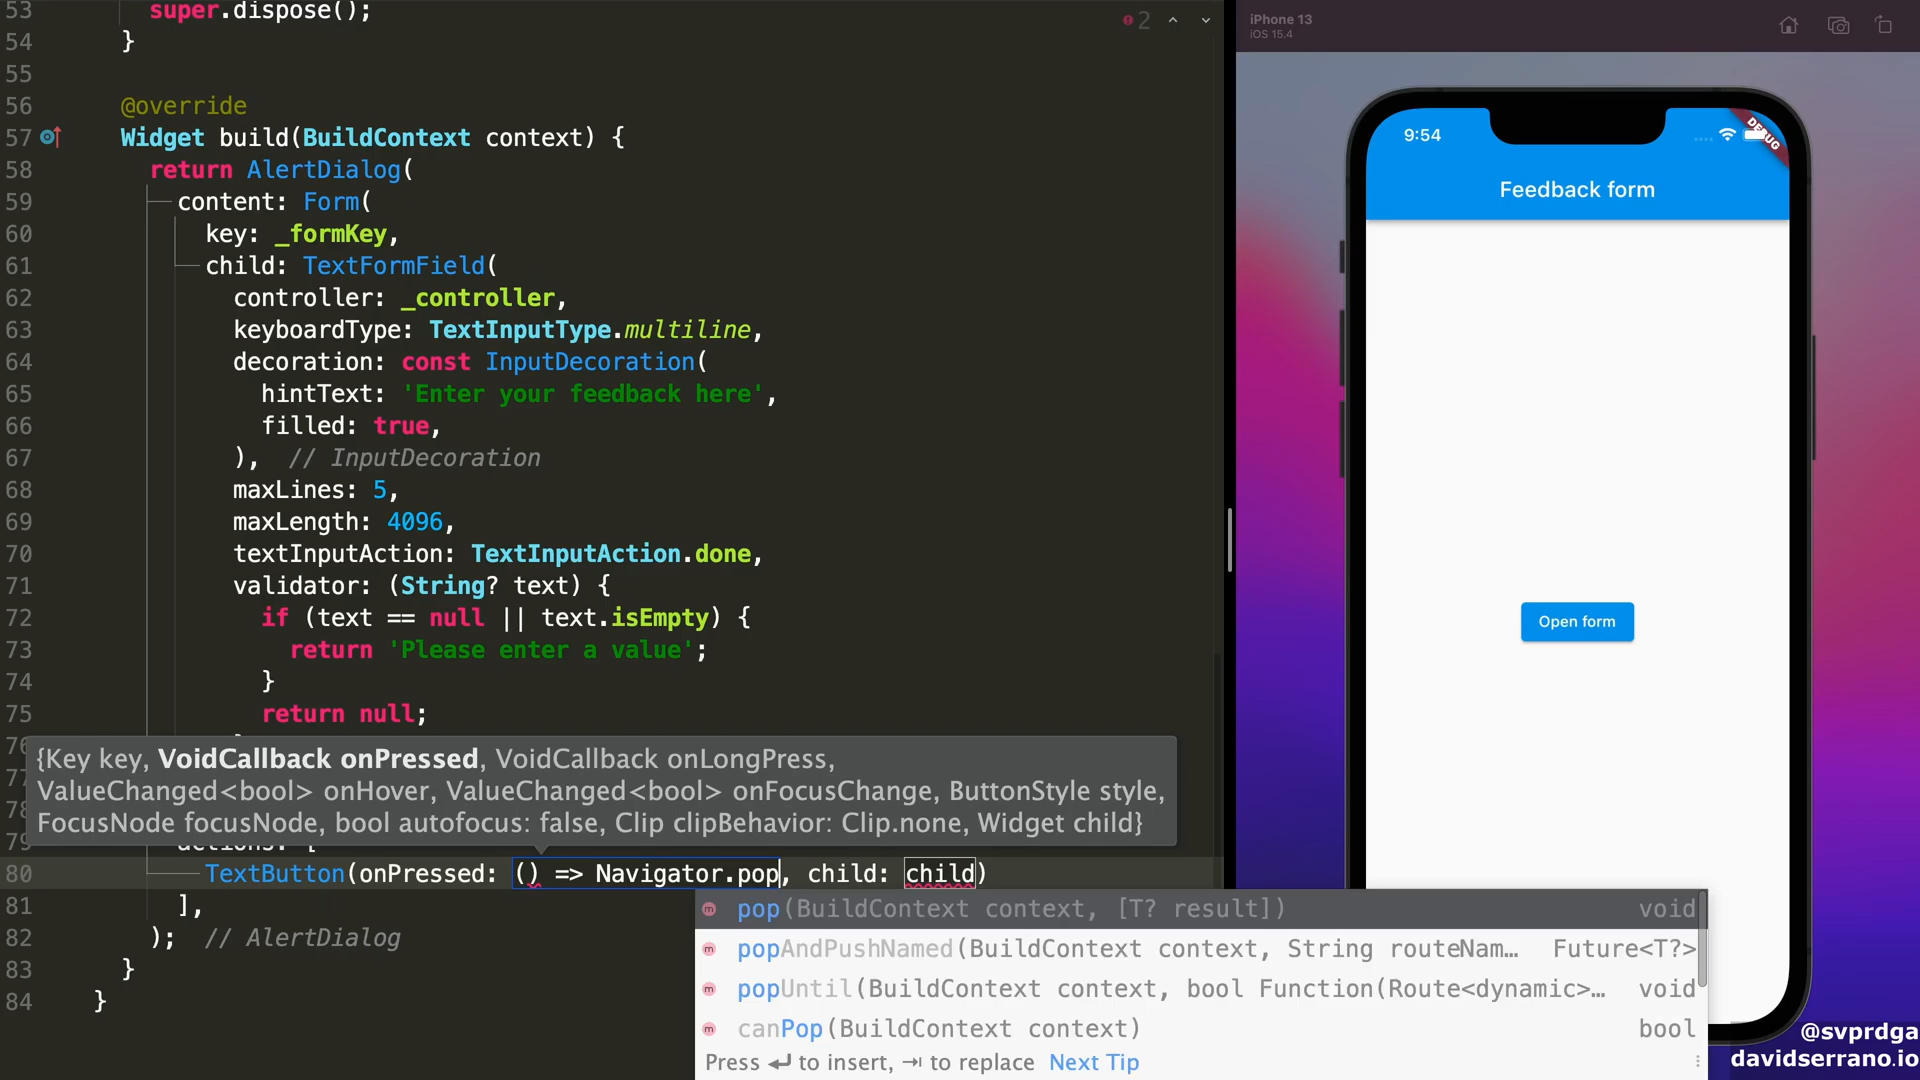 53 super.dispose();
54 }
55
56 @override
57 Widget build(BuildContext context) {
58 return AlertDialog(
59 content: Form(
60 key: _formKey,
61 child: TextFormField(
62 controller: _controller,
63 keyboardType: TextInputType.multiline,
64 decoration: const InputDecoration(
65 hintText: 'Enter your feedback here',
66 filled: true,
67 ), // InputDecoration
68 maxLines: 5,
69 maxLength: 4096,
70 textInputAction: TextInputAction.done,
71 validator: (String? text) {
72 if (text == null || text.isEmpty) {
73 return 'Please enter a value';
74 }
75 return null;
{Key key, VoidCallback onPressed, VoidCallback onLongPress,
ValueChanged<bool> onHover, ValueChanged<bool> onFocusChange, ButtonStyle style,
FocusNode focusNode, bool autofocus: false, Clip clipBehavior: Clip.none, Widget child}
80 TextButton(onPressed: () => Navigator.pop, child: child)
81 ],
82 ); // AlertDialog
83 }
84 }
pop(BuildContext context, [T? result]) void
popAndPushNamed(BuildContext context, String routeNam… Future<T?>
popUntil(BuildContext context, bool Function(Route<dynamic>… void
canPop(BuildContext context) bool
Press ↵ to insert, ⇥ to replace Next Tip
2
iPhone 13
iOS 15.4
9:54
DEBUG
Feedback form
Open form
@svprdga
davidserrano.io